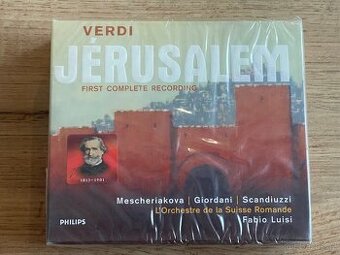 VERDI
JÉRUSALEM
FIRST COMPLETE RECORDING
1813–1901
Mescheriakova | Giordani | Scandiuzzi
L'Orchestre de la Suisse Romande
Fabio Luisi
PHILIPS